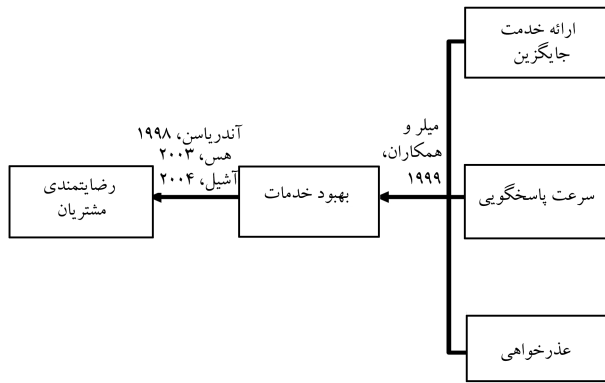 ارائه خدمت
جایگزین
میلر و
همکاران،
۱۹۹۹
آندریاسن، ۱۹۹۸
هس، ۲۰۰۳
آشیل، ۲۰۰۴
سرعت پاسخگویی
بهبود خدمات
رضایتمندی
مشتریان
عذرخواهی